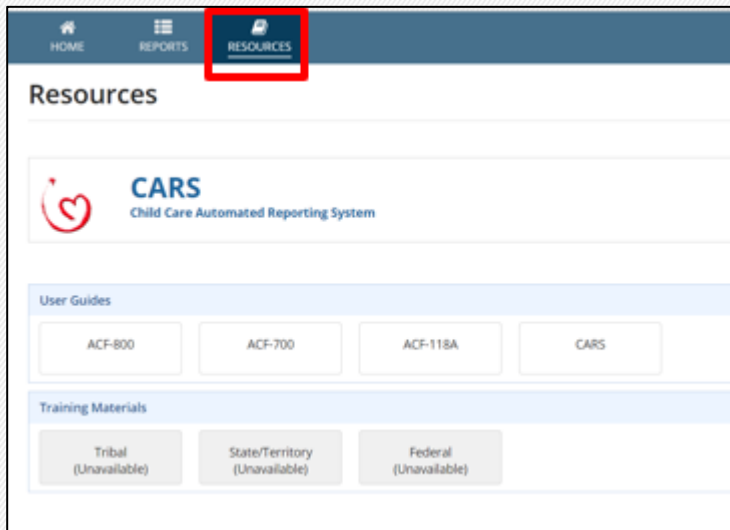 HOME
REPORTS
RESOURCES
Resources
CARS
Child Care Automated Reporting System
User Guides
ACF-800
ACF-700
ACF-118A
CARS
Training Materials
Tribal
(Unavailable)
State/Territory
(Unavailable)
Federal
(Unavailable)